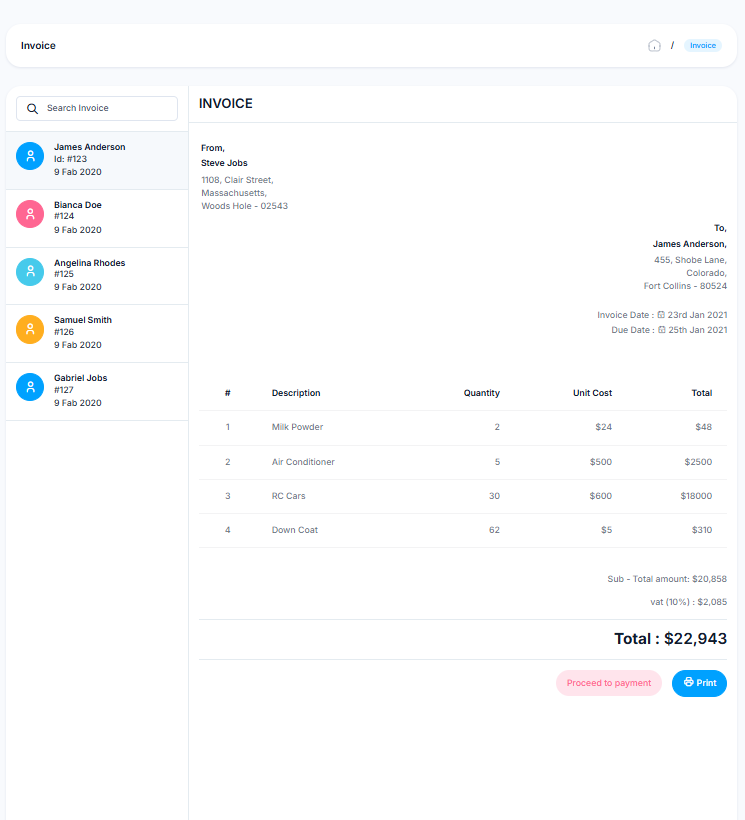 Invoice
/ Invoice
Search Invoice
James Anderson
Id: #123
9 Fab 2020
Bianca Doe
#124
9 Fab 2020
Angelina Rhodes
#125
9 Fab 2020
Samuel Smith
#126
9 Fab 2020
Gabriel Jobs
#127
9 Fab 2020
INVOICE
From,
Steve Jobs
1108, Clair Street,
Massachusetts,
Woods Hole - 02543
To,
James Anderson,
455, Shobe Lane,
Colorado,
Fort Collins - 80524
Invoice Date : 23rd Jan 2021
Due Date : 25th Jan 2021
# Description Quantity Unit Cost Total
1 Milk Powder 2 $24 $48
2 Air Conditioner 5 $500 $2500
3 RC Cars 30 $600 $18000
4 Down Coat 62 $5 $310
Sub - Total amount: $20,858
vat (10%) : $2,085
Total : $22,943
Proceed to payment Print